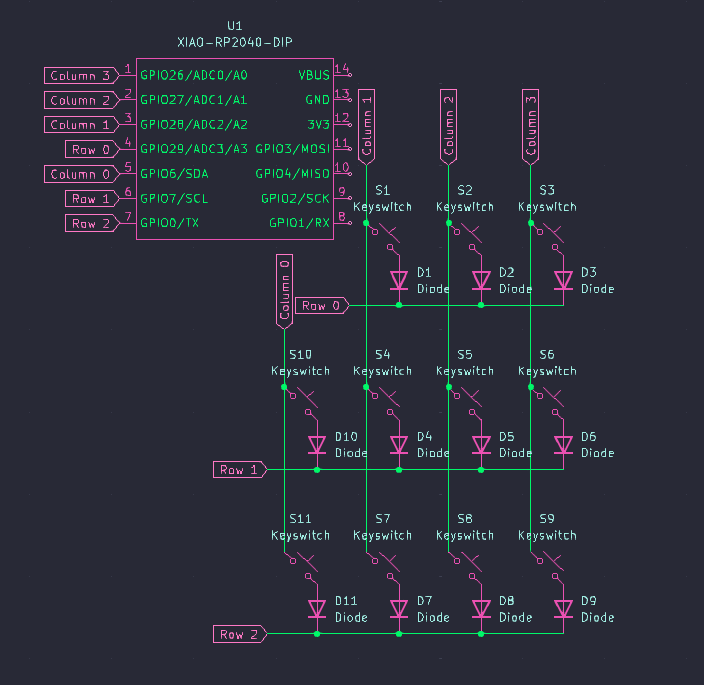 U1
XIAO-RP2040-DIP
Column 3 1 GPIO26/ADC0/A0 VBUS 14
Column 2 2 GPIO27/ADC1/A1 GND 13
Column 1 3 GPIO28/ADC2/A2 3V3 12
Row 0 4 GPIO29/ADC3/A3 GPIO3/MOSI 11
Column 0 5 GPIO6/SDA GPIO4/MISO 10
Row 1 6 GPIO7/SCL GPIO2/SCK 9
Row 2 7 GPIO0/TX GPIO1/RX 8
Column 1 Column 2 Column 3
S1 S2 S3
Keyswitch Keyswitch Keyswitch
Column 0
D1 D2 D3
Diode Diode Diode
Row 0
S10 S4 S5 S6
Keyswitch Keyswitch Keyswitch Keyswitch
D10 D4 D5 D6
Diode Diode Diode Diode
Row 1
S11 S7 S8 S9
Keyswitch Keyswitch Keyswitch Keyswitch
D11 D7 D8 D9
Diode Diode Diode Diode
Row 2